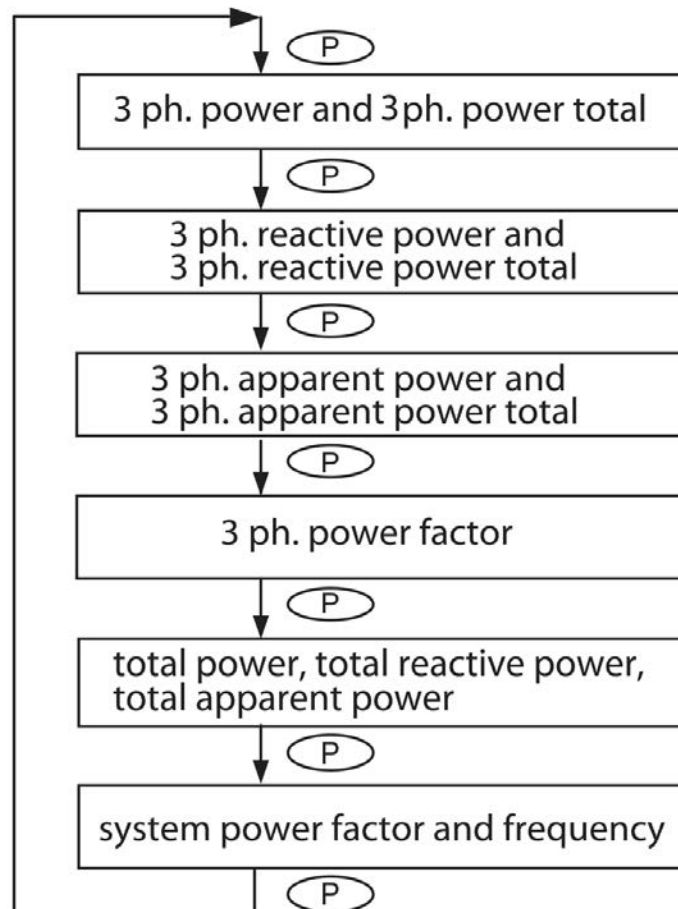 P
3 ph. power and 3 ph. power total
P
3 ph. reactive power and
3 ph. reactive power total
P
3 ph. apparent power and
3 ph. apparent power total
P
3 ph. power factor
P
total power, total reactive power,
total apparent power
P
system power factor and frequency
P